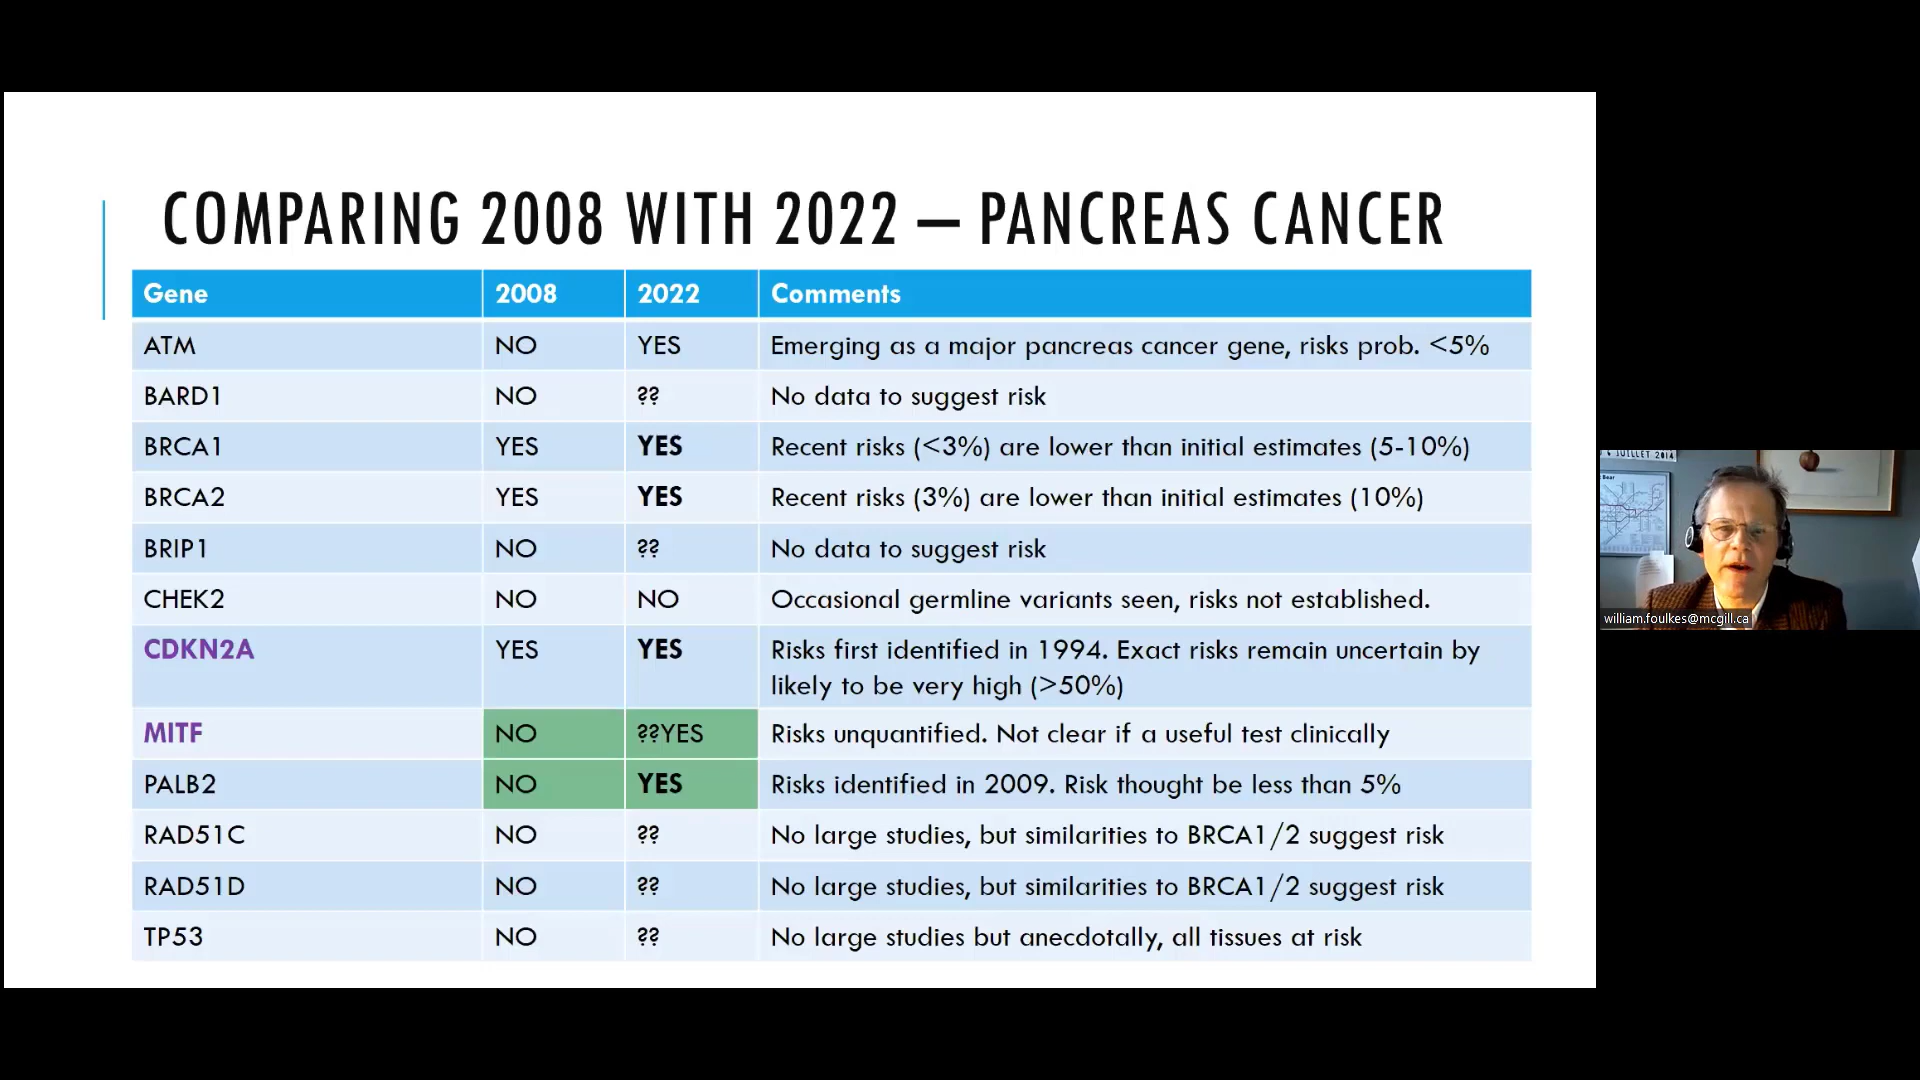 COMPARING 2008 WITH 2022 – PANCREAS CANCER
Gene 2008 2022 Comments
ATM NO YES Emerging as a major pancreas cancer gene, risks prob. <5%
BARD1 NO ?? No data to suggest risk
BRCA1 YES YES Recent risks (<3%) are lower than initial estimates (5-10%)
BRCA2 YES YES Recent risks (3%) are lower than initial estimates (10%)
BRIP1 NO ?? No data to suggest risk
CHEK2 NO NO Occasional germline variants seen, risks not established.
CDKN2A YES YES Risks first identified in 1994. Exact risks remain uncertain by
likely to be very high (>50%)
MITF NO ??YES Risks unquantified. Not clear if a useful test clinically
PALB2 NO YES Risks identified in 2009. Risk thought be less than 5%
RAD51C NO ?? No large studies, but similarities to BRCA1/2 suggest risk
RAD51D NO ?? No large studies, but similarities to BRCA1/2 suggest risk
TP53 NO ?? No large studies but anecdotally, all tissues at risk
JUILLET 2014
Bear
william.foulkes@mcgill.ca